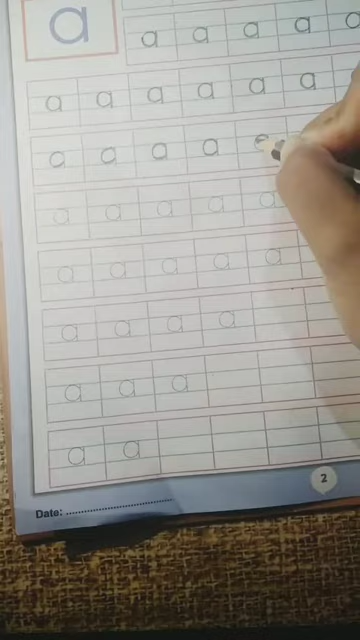 a
a a a a
a a a a a a
a a a a
a a a a a
a a a a a
a a a a
a a a
a a
2
Date: ........................................